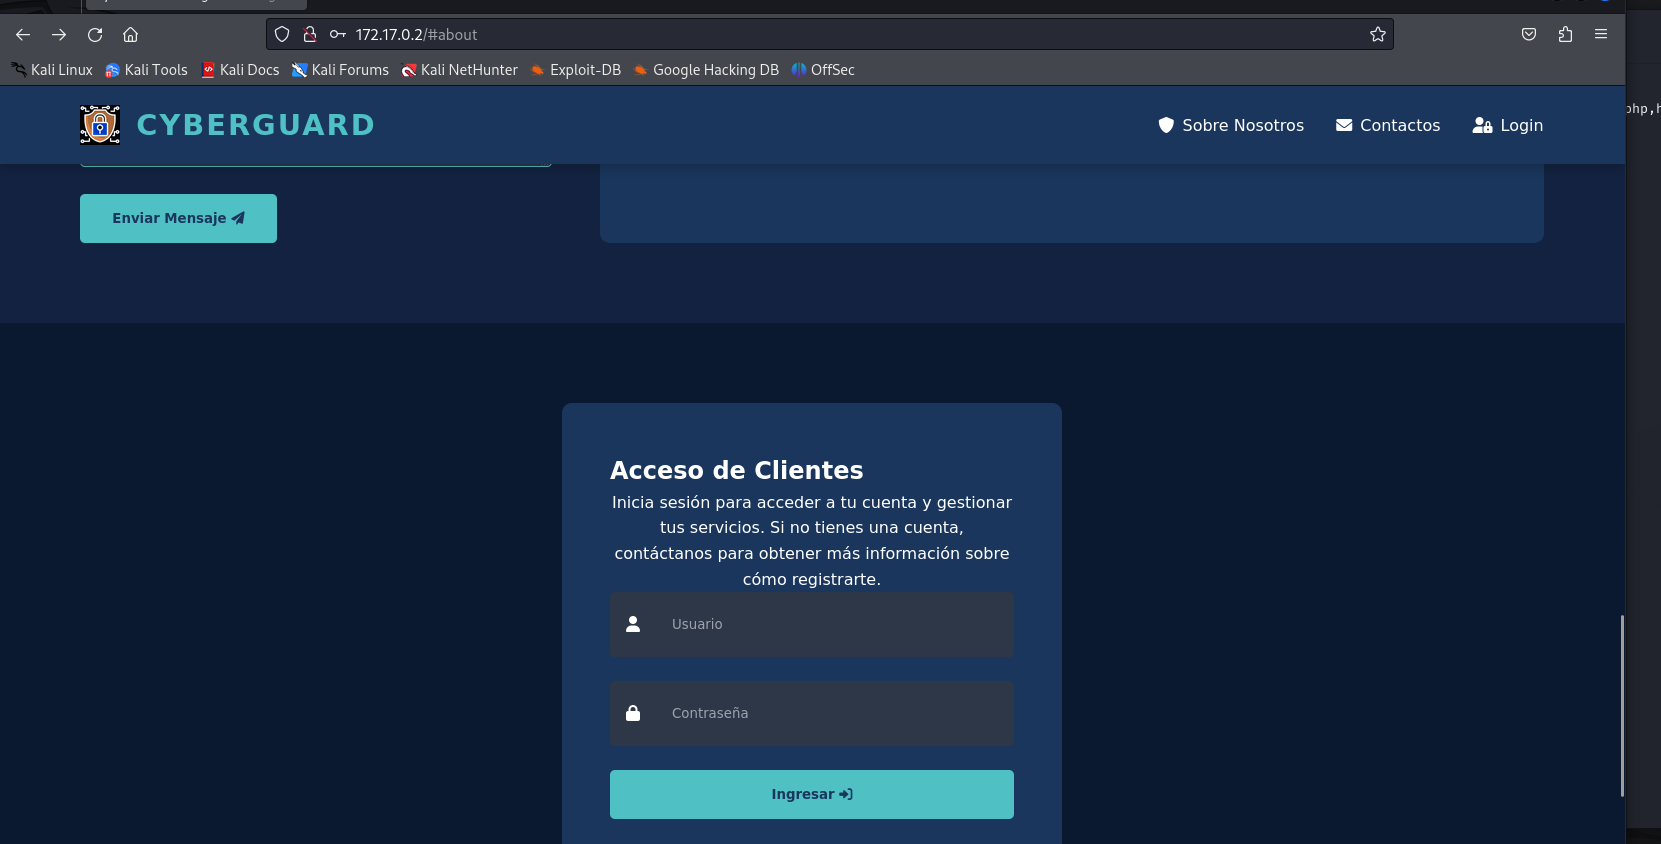 172.17.0.2/#about
Kali Linux
Kali Tools
Kali Docs
Kali Forums
Kali NetHunter
Exploit-DB
Google Hacking DB
OffSec
CYBERGUARD
Sobre Nosotros
Contactos
Login
Enviar Mensaje
Acceso de Clientes
Inicia sesión para acceder a tu cuenta y gestionar
tus servicios. Si no tienes una cuenta,
contáctanos para obtener más información sobre
cómo registrarte.
Usuario
Contraseña
Ingresar